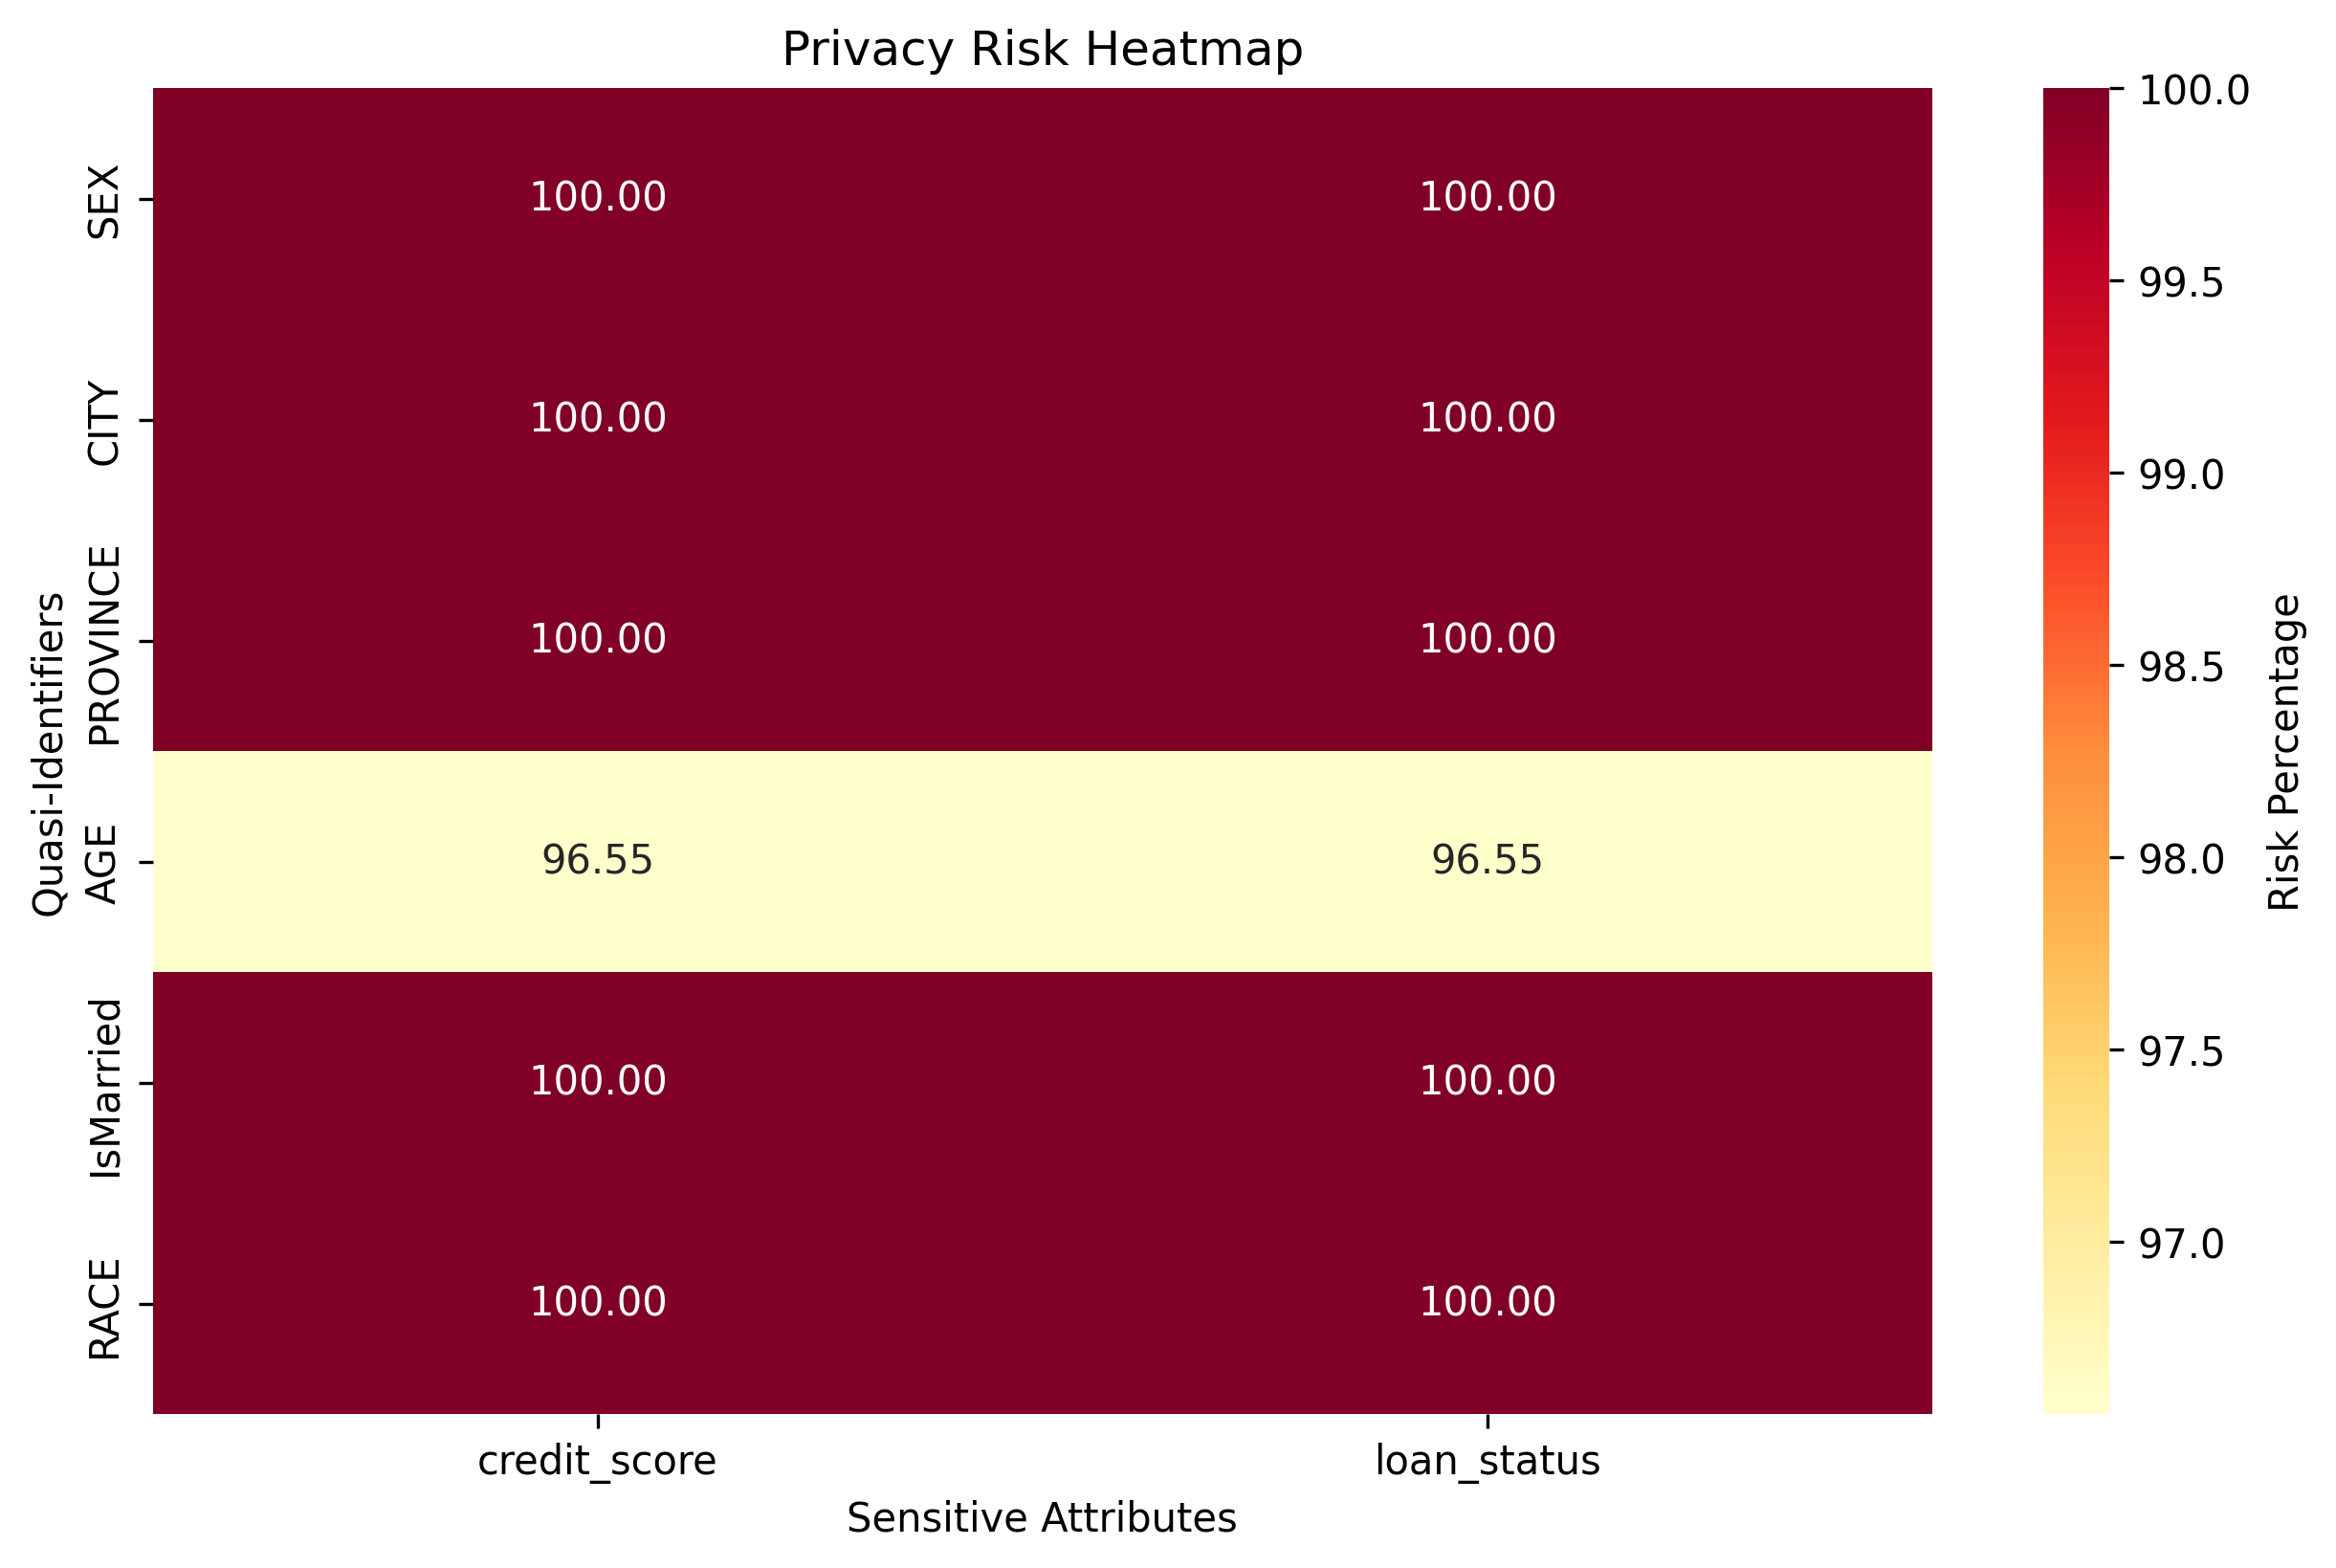 Privacy Risk Heatmap
Quasi-Identifiers
SEX
100.00 100.00
CITY
100.00 100.00
PROVINCE
100.00 100.00
AGE
96.55 96.55
IsMarried
100.00 100.00
RACE
100.00 100.00
credit_score loan_status
Sensitive Attributes
100.0
99.5
99.0
98.5
98.0
97.5
97.0
Risk Percentage